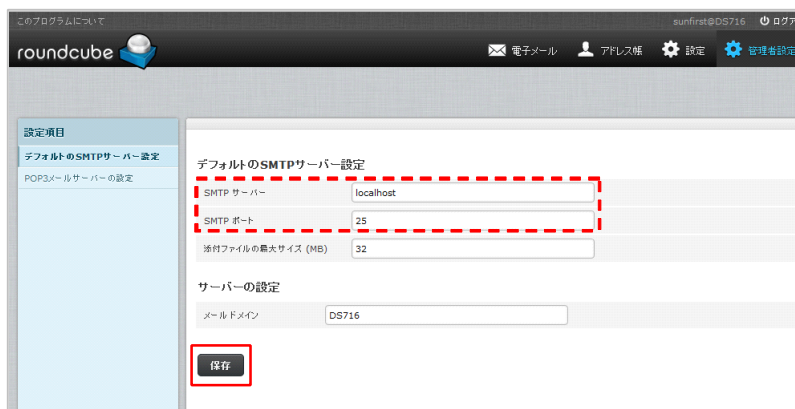 このプログラムについて
sunfirst@DS716
roundcube
電子メール
アドレス帳
設定
管理者設定
設定項目
デフォルトのSMTPサーバー設定
POP3メールサーバーの設定
デフォルトのSMTPサーバー設定
SMTP サーバー localhost
SMTP ポート 25
添付ファイルの最大サイズ (MB) 32
サーバーの設定
メールドメイン DS716
保存